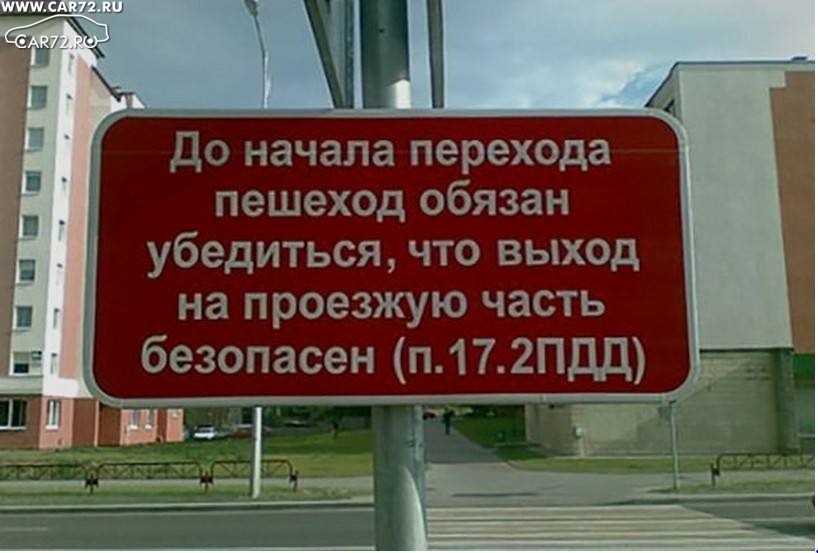 WWW.CAR72.RU
CAR72.RU
До начала перехода
пешеход обязан
убедиться, что выход
на проезжую часть
безопасен (п.17.2ПДД)